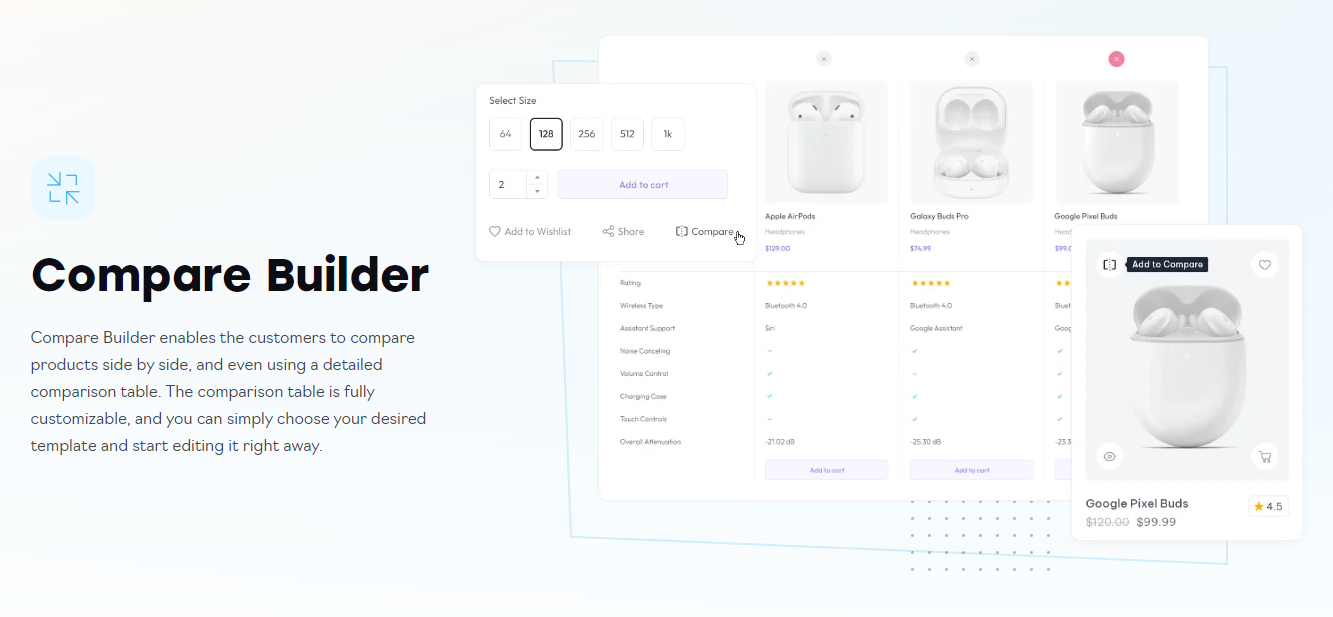 Compare Builder
Compare Builder enables the customers to compare
products side by side, and even using a detailed
comparison table. The comparison table is fully
customizable, and you can simply choose your desired
template and start editing it right away.
Select Size
64 128 256 512 1k
2 Add to cart
Add to Wishlist Share Compare
Apple AirPods Galaxy Buds Pro Google Pixel Buds
Headphones Headphones
$129.00 $74.99
Rating
Wireless Type Bluetooth 4.0 Bluetooth 4.0
Assistant Support Siri Google Assistant
Noise Canceling
Volume Control
Charging Case
Touch Controls
Overall Attenuation -21.02 dB -25.30 dB -23.3
Add to cart Add to cart
Add to Compare
Google Pixel Buds
$120.00 $99.99 4.5